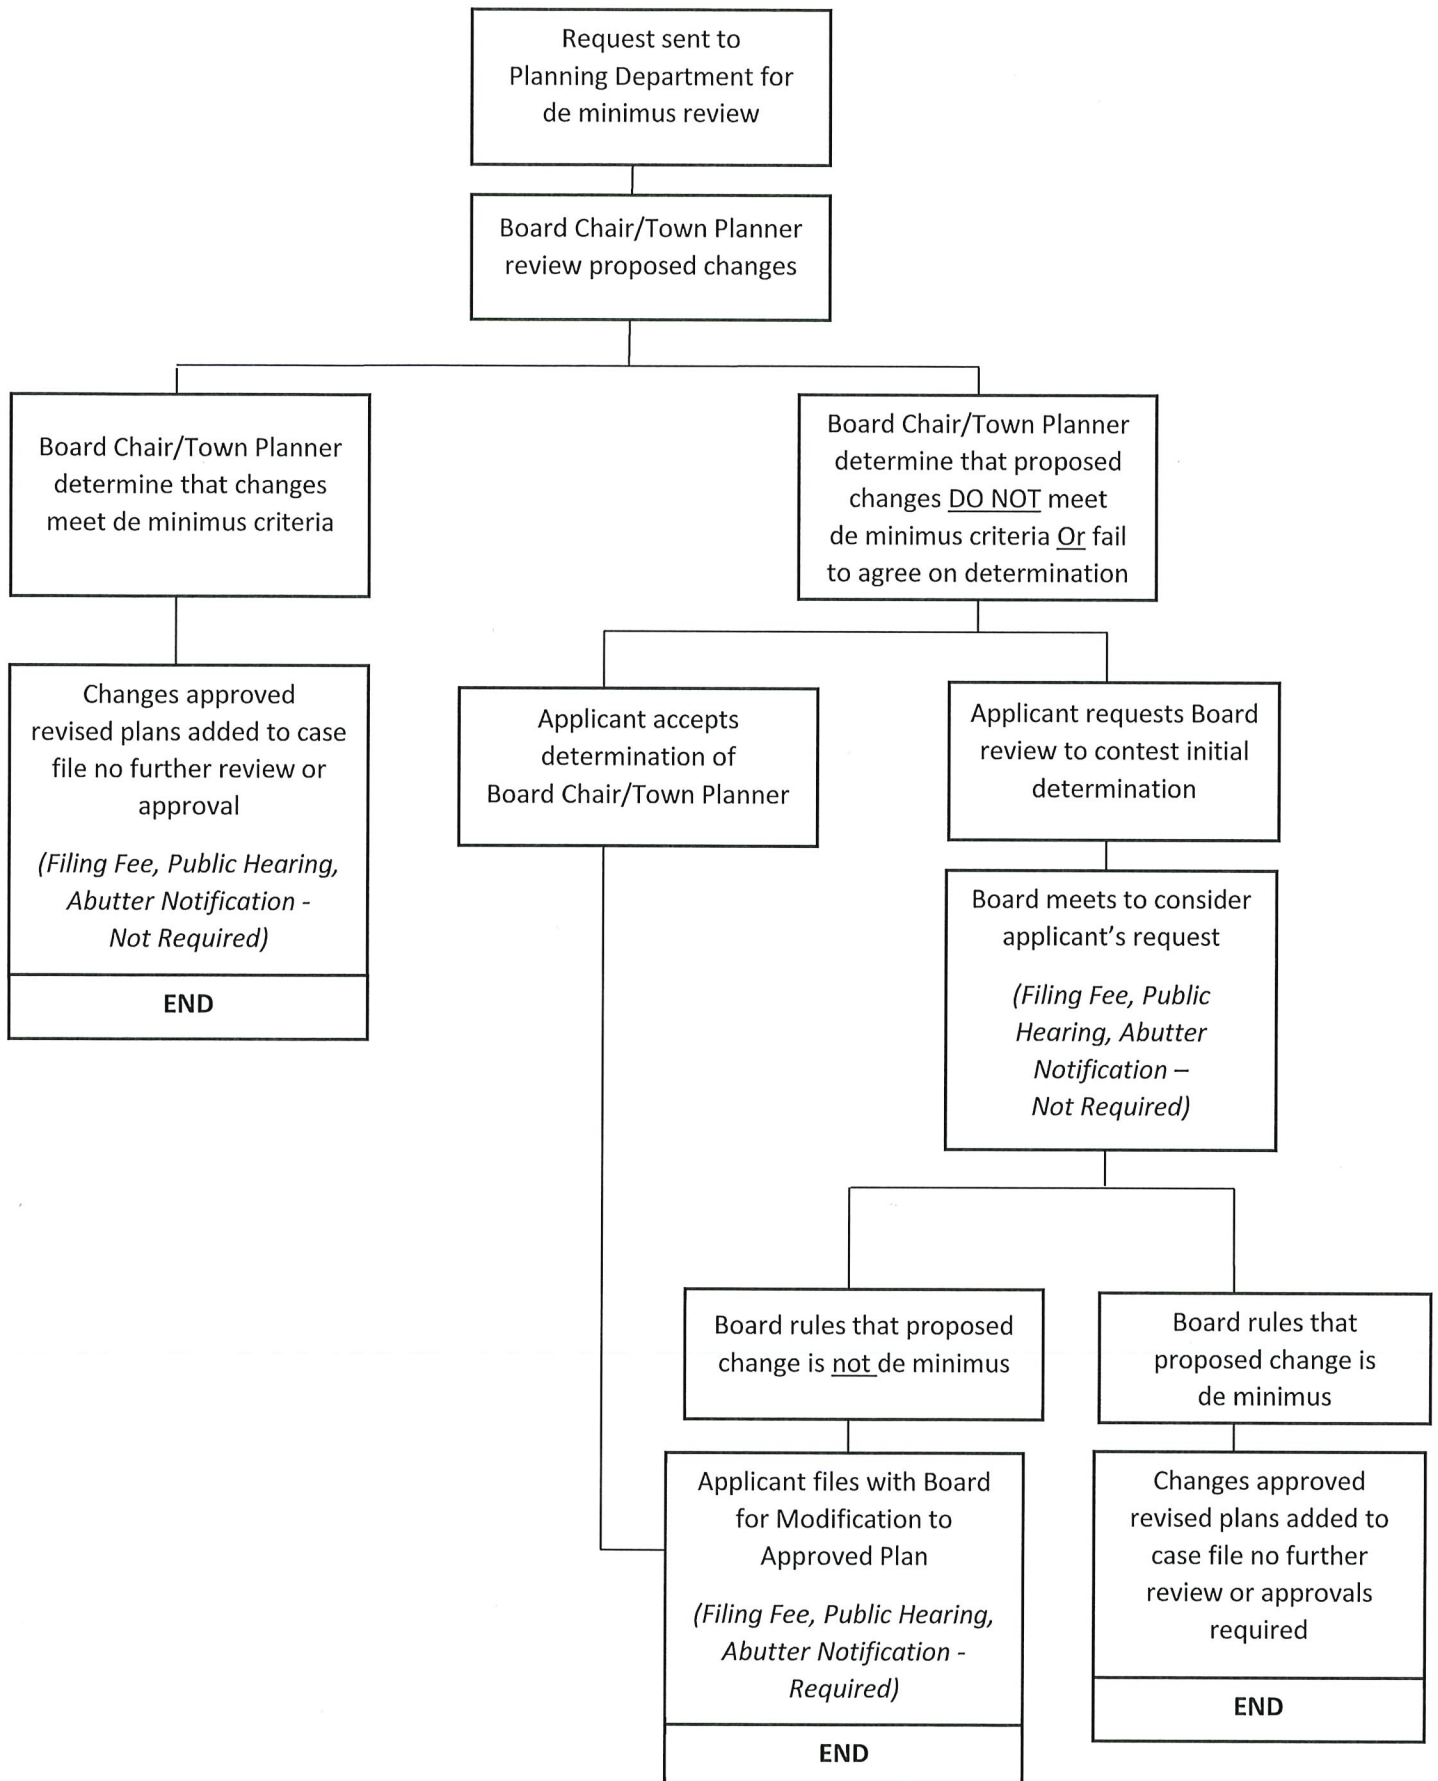 Request sent to
Planning Department for
de minimus review
Board Chair/Town Planner
review proposed changes
Board Chair/Town Planner
determine that changes
meet de minimus criteria
Board Chair/Town Planner
determine that proposed
changes DO NOT meet
de minimus criteria Or fail
to agree on determination
Changes approved
revised plans added to case
file no further review or
approval
(Filing Fee, Public Hearing,
Abutter Notification -
Not Required)
END
Applicant accepts
determination of
Board Chair/Town Planner
Applicant requests Board
review to contest initial
determination
Board meets to consider
applicant’s request
(Filing Fee, Public
Hearing, Abutter
Notification –
Not Required)
Board rules that proposed
change is not de minimus
Board rules that
proposed change is
de minimus
Applicant files with Board
for Modification to
Approved Plan
(Filing Fee, Public Hearing,
Abutter Notification -
Required)
END
Changes approved
revised plans added to
case file no further
review or approvals
required
END